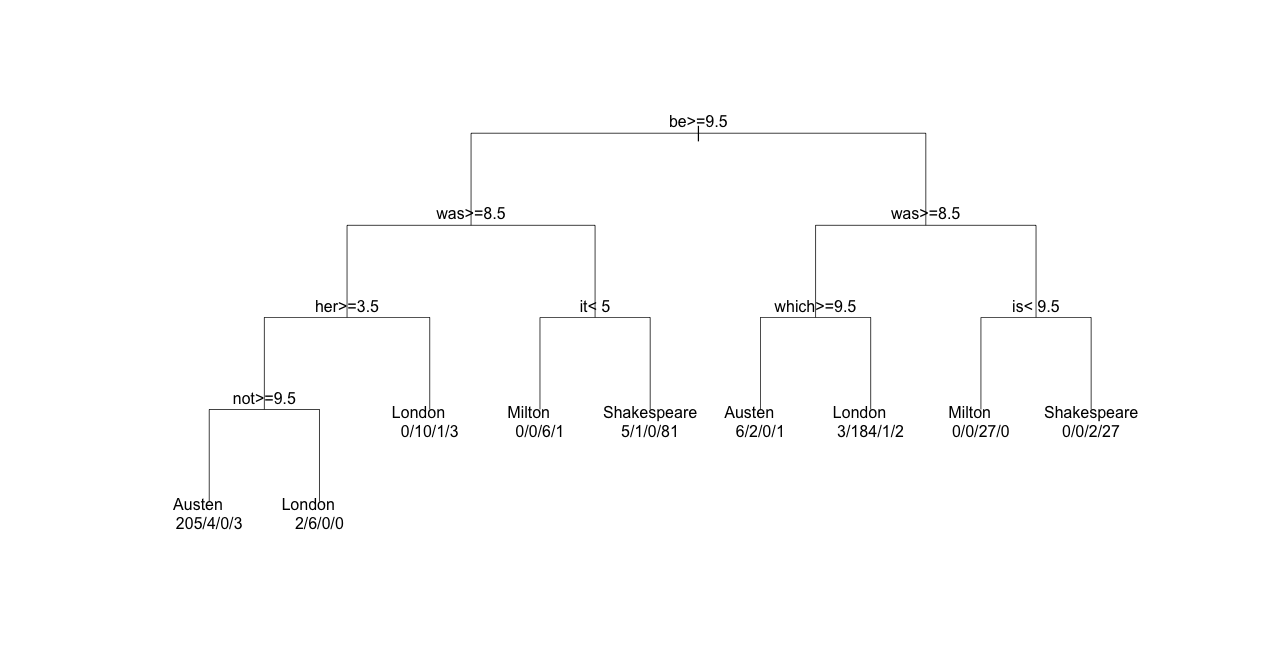 be>=9.5
was>=8.5
was>=8.5
her>=3.5
it< 5
which>=9.5
is< 9.5
not>=9.5
London
0/10/1/3
Milton
0/0/6/1
Shakespeare
5/1/0/81
Austen
6/2/0/1
London
3/184/1/2
Milton
0/0/27/0
Shakespeare
0/0/2/27
Austen
205/4/0/3
London
2/6/0/0